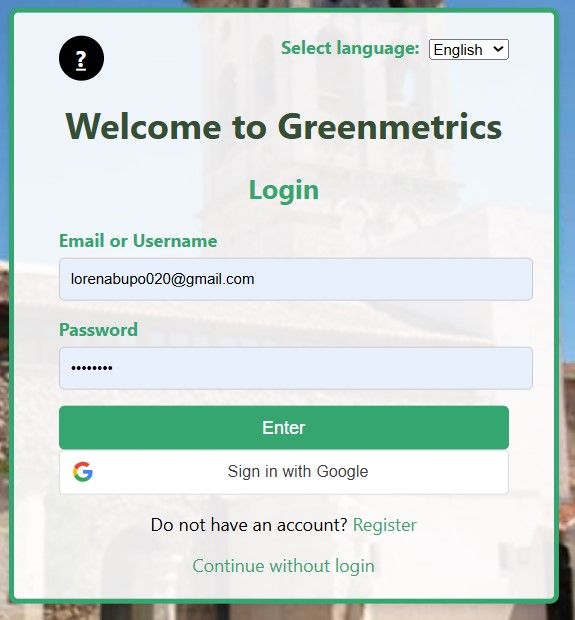 ?
Select language: English
Welcome to Greenmetrics
Login
Email or Username
lorenabupo020@gmail.com
Password
••••••••
Enter
Sign in with Google
Do not have an account? Register
Continue without login